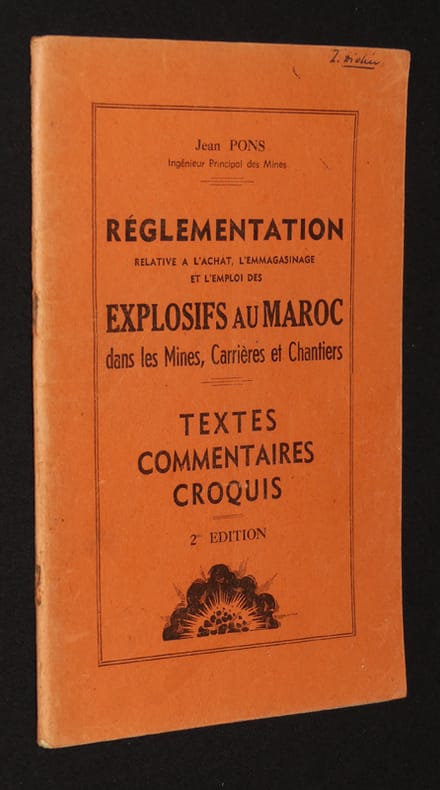 Jean PONS
Ingénieur Principal des Mines
RÉGLEMENTATION
RELATIVE A L'ACHAT, L'EMMAGASINAGE
ET L'EMPLOI DES
EXPLOSIFS AU MAROC
dans les Mines, Carrières et Chantiers
TEXTES
COMMENTAIRES
CROQUIS
2me EDITION